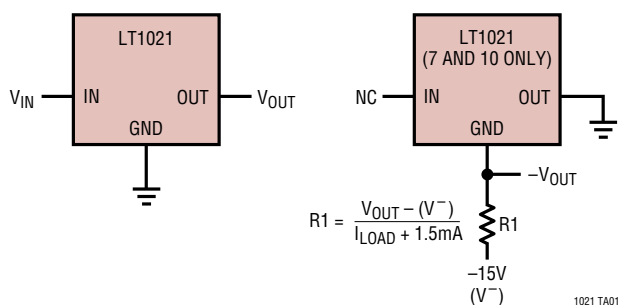 LT1021
V_IN
IN
OUT
V_OUT
GND
LT1021
(7 AND 10 ONLY)
NC
IN
OUT
GND
–V_OUT
R1 = V_OUT – (V⁻) / I_LOAD + 1.5mA
R1
–15V
(V⁻)
1021 TA01